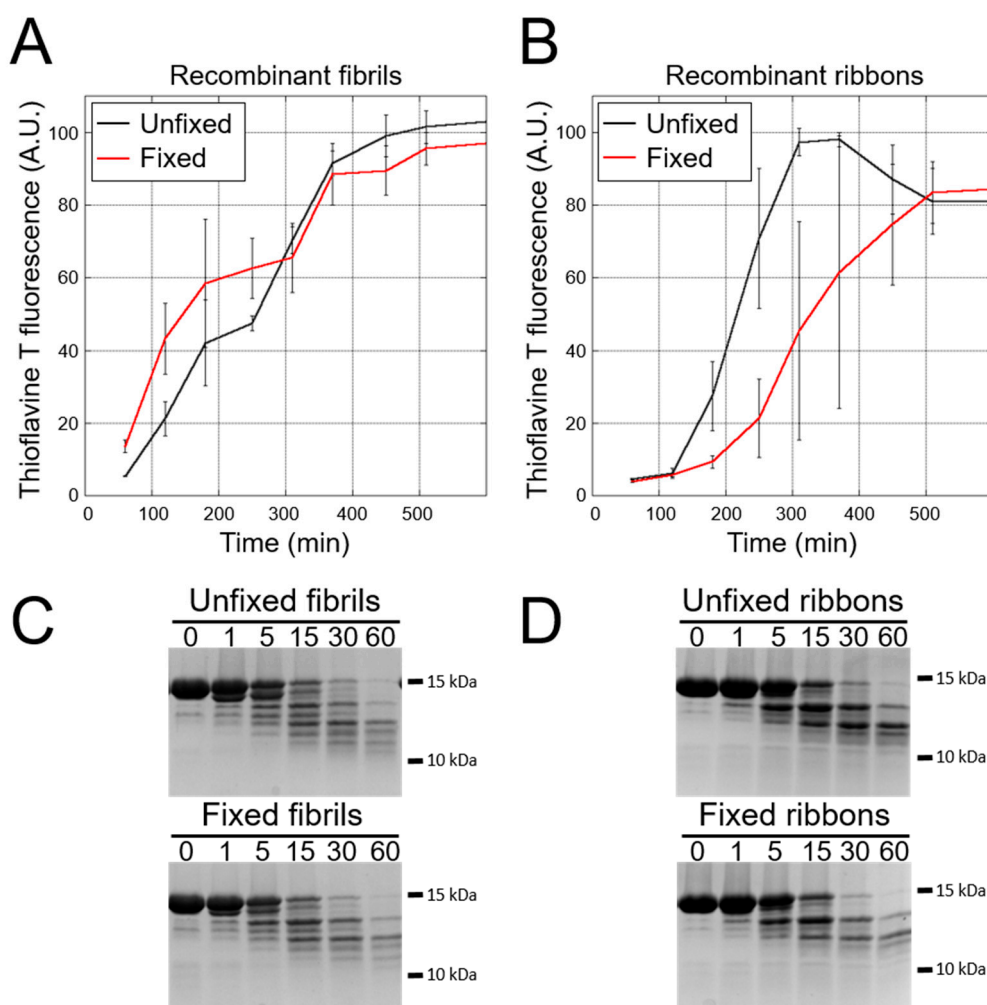 A
Recombinant fibrils
Thioflavine T fluorescence (A.U.)
100
80
60
40
20
0
Unfixed
Fixed
0 100 200 300 400 500
Time (min)
B
Recombinant ribbons
Thioflavine T fluorescence (A.U.)
100
80
60
40
20
0
Unfixed
Fixed
0 100 200 300 400 500
Time (min)
C
Unfixed fibrils
0 1 5 15 30 60
15 kDa
10 kDa
Fixed fibrils
0 1 5 15 30 60
15 kDa
10 kDa
D
Unfixed ribbons
0 1 5 15 30 60
15 kDa
10 kDa
Fixed ribbons
0 1 5 15 30 60
15 kDa
10 kDa